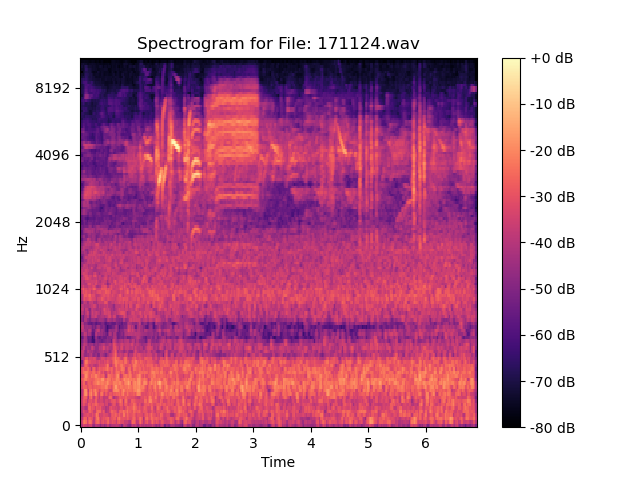 Spectrogram for File: 171124.wav
8192
4096
2048
1024
512
0
Hz
0 1 2 3 4 5 6
Time
+0 dB
-10 dB
-20 dB
-30 dB
-40 dB
-50 dB
-60 dB
-70 dB
-80 dB